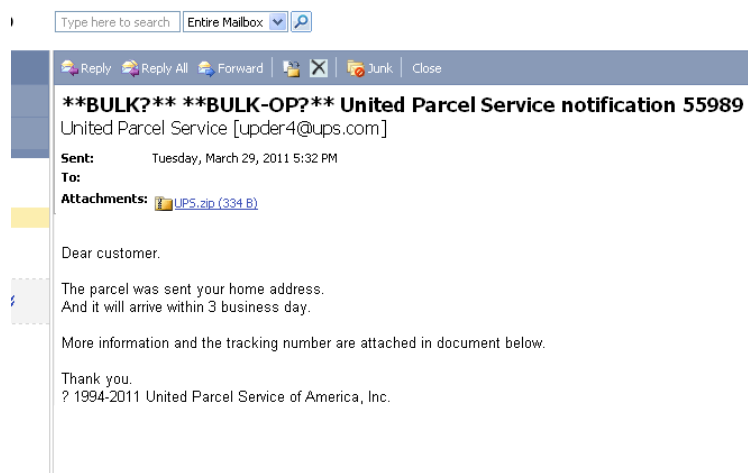 Type here to search Entire Mailbox
Reply Reply All Forward Junk Close
**BULK?** **BULK-OP?** United Parcel Service notification 55989
United Parcel Service [upder4@ups.com]
Sent: Tuesday, March 29, 2011 5:32 PM
To:
Attachments: UPS.zip (334 B)
Dear customer.
The parcel was sent your home address.
And it will arrive within 3 business day.
More information and the tracking number are attached in document below.
Thank you.
? 1994-2011 United Parcel Service of America, Inc.